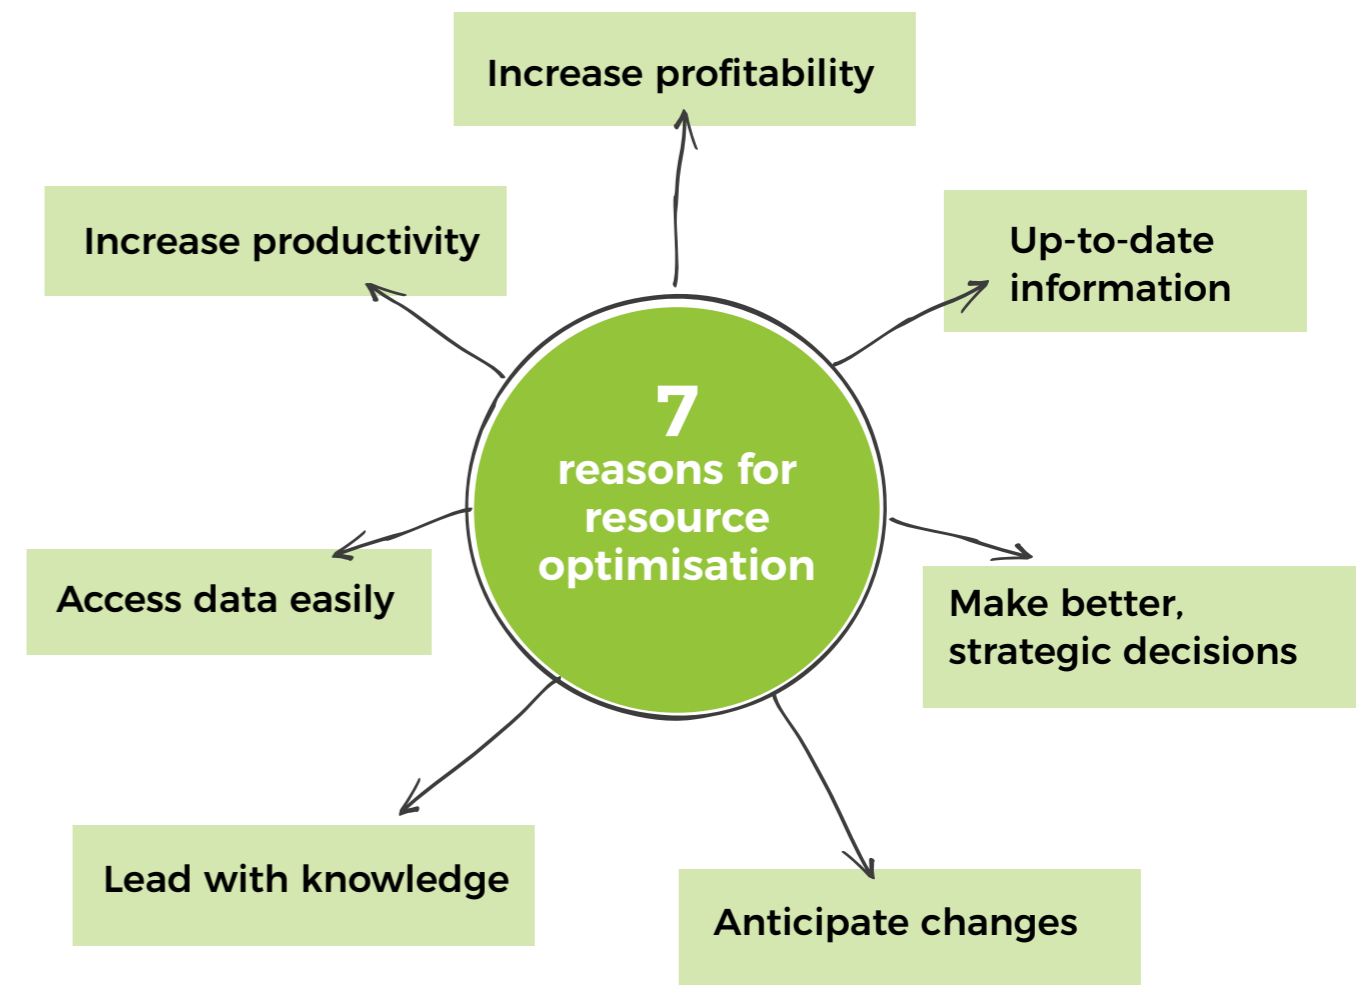 Increase profitability
Increase productivity
Up-to-date
information
7
reasons for
resource
optimisation
Access data easily
Make better,
strategic decisions
Lead with knowledge
Anticipate changes